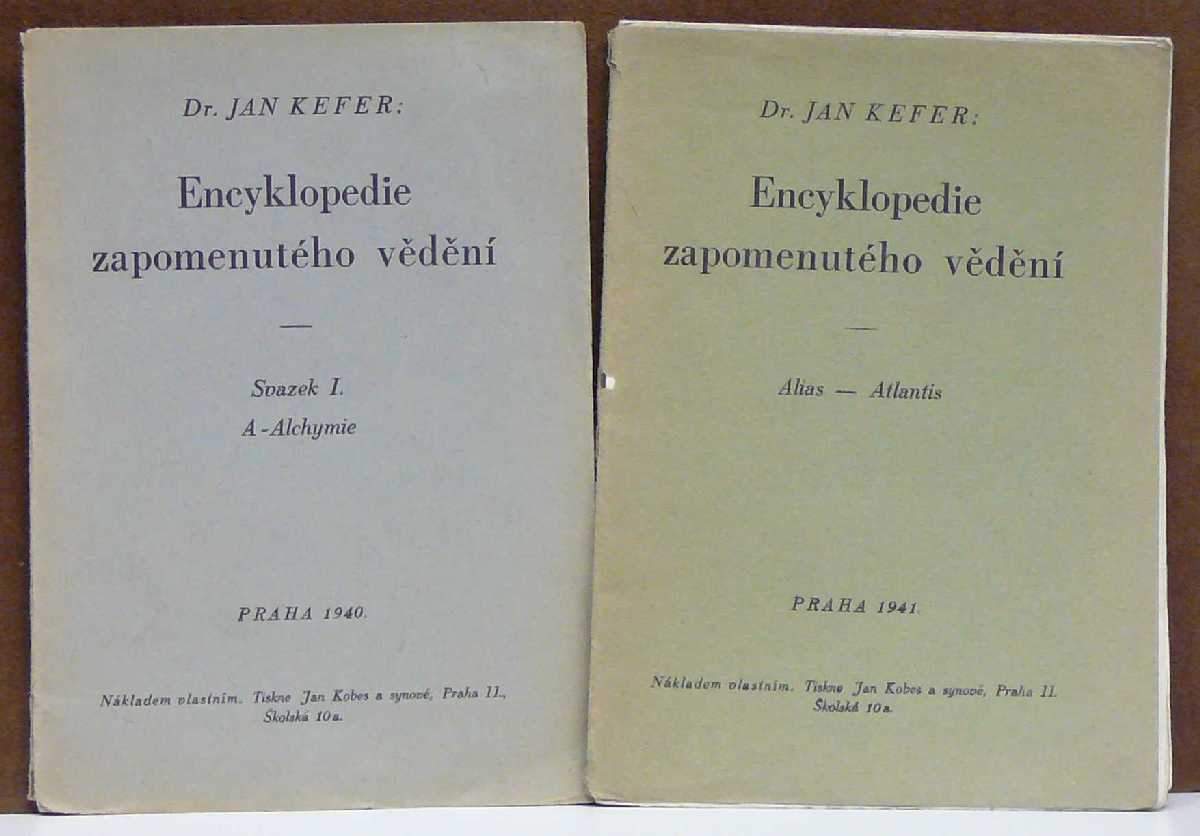 Dr. JAN KEFER:
Encyklopedie
zapomenutého vědění
—
Svazek I.
A-Alchymie
PRAHA 1940.
Nákladem vlastním. Tiskne Jan Kobes a synové, Praha II.,
Školská 10a.
Dr. JAN KEFER:
Encyklopedie
zapomenutého vědění
—
Alias — Atlantis
PRAHA 1941.
Nákladem vlastním. Tiskne Jan Kobes a synové, Praha II.
Školská 10a.